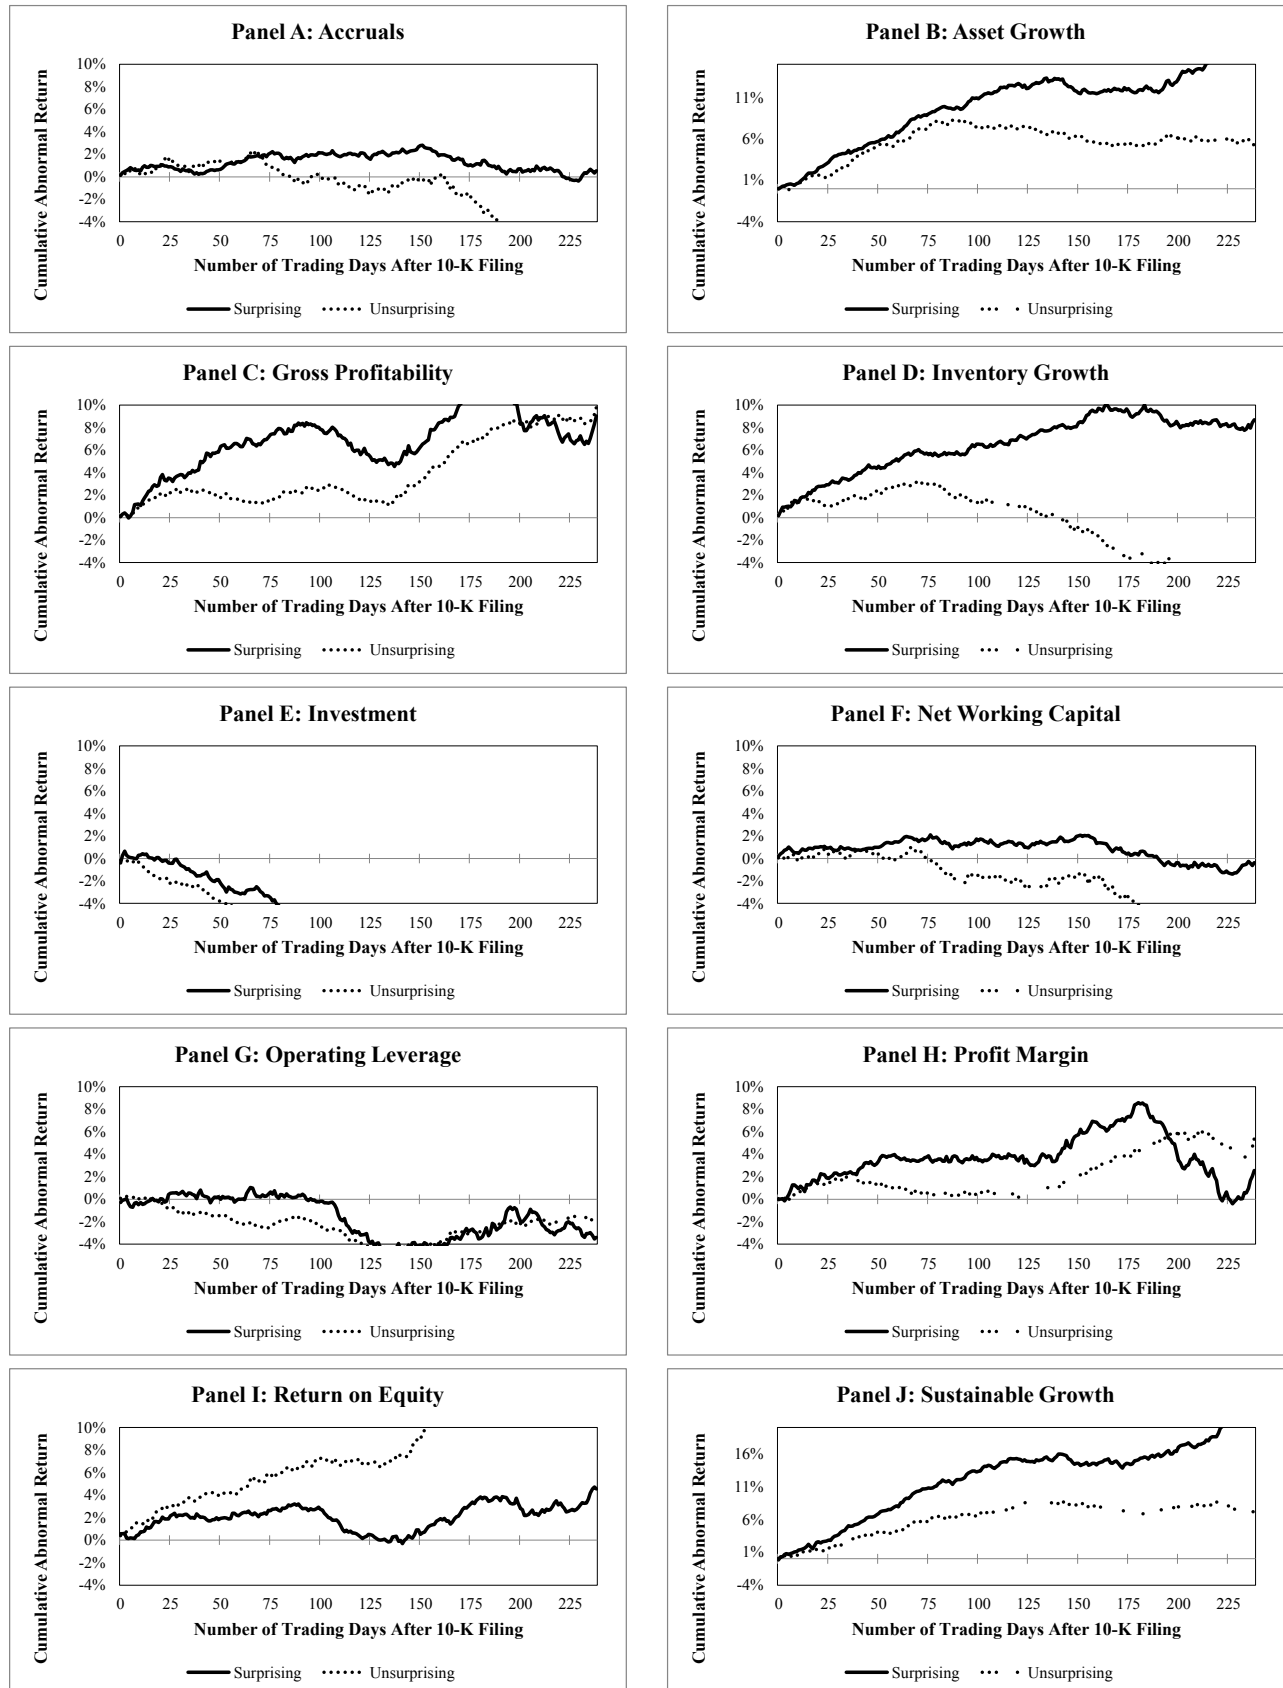 Panel A: Accruals
Cumulative Abnormal Return
10%
8%
6%
4%
2%
0%
-2%
-4%
0 25 50 75 100 125 150 175 200 225
Number of Trading Days After 10-K Filing
Surprising Unsurprising
Panel B: Asset Growth
Cumulative Abnormal Return
11%
6%
1%
-4%
0 25 50 75 100 125 150 175 200 225
Number of Trading Days After 10-K Filing
Surprising Unsurprising
Panel C: Gross Profitability
Cumulative Abnormal Return
10%
8%
6%
4%
2%
0%
-2%
-4%
0 25 50 75 100 125 150 175 200 225
Number of Trading Days After 10-K Filing
Surprising Unsurprising
Panel D: Inventory Growth
Cumulative Abnormal Return
10%
8%
6%
4%
2%
0%
-2%
-4%
0 25 50 75 100 125 150 175 200 225
Number of Trading Days After 10-K Filing
Surprising Unsurprising
Panel E: Investment
Cumulative Abnormal Return
10%
8%
6%
4%
2%
0%
-2%
-4%
0 25 50 75 100 125 150 175 200 225
Number of Trading Days After 10-K Filing
Surprising Unsurprising
Panel F: Net Working Capital
Cumulative Abnormal Return
10%
8%
6%
4%
2%
0%
-2%
-4%
0 25 50 75 100 125 150 175 200 225
Number of Trading Days After 10-K Filing
Surprising Unsurprising
Panel G: Operating Leverage
Cumulative Abnormal Return
10%
8%
6%
4%
2%
0%
-2%
-4%
0 25 50 75 100 125 150 175 200 225
Number of Trading Days After 10-K Filing
Surprising Unsurprising
Panel H: Profit Margin
Cumulative Abnormal Return
10%
8%
6%
4%
2%
0%
-2%
-4%
0 25 50 75 100 125 150 175 200 225
Number of Trading Days After 10-K Filing
Surprising Unsurprising
Panel I: Return on Equity
Cumulative Abnormal Return
10%
8%
6%
4%
2%
0%
-2%
-4%
0 25 50 75 100 125 150 175 200 225
Number of Trading Days After 10-K Filing
Surprising Unsurprising
Panel J: Sustainable Growth
Cumulative Abnormal Return
16%
11%
6%
1%
-4%
0 25 50 75 100 125 150 175 200 225
Number of Trading Days After 10-K Filing
Surprising Unsurprising